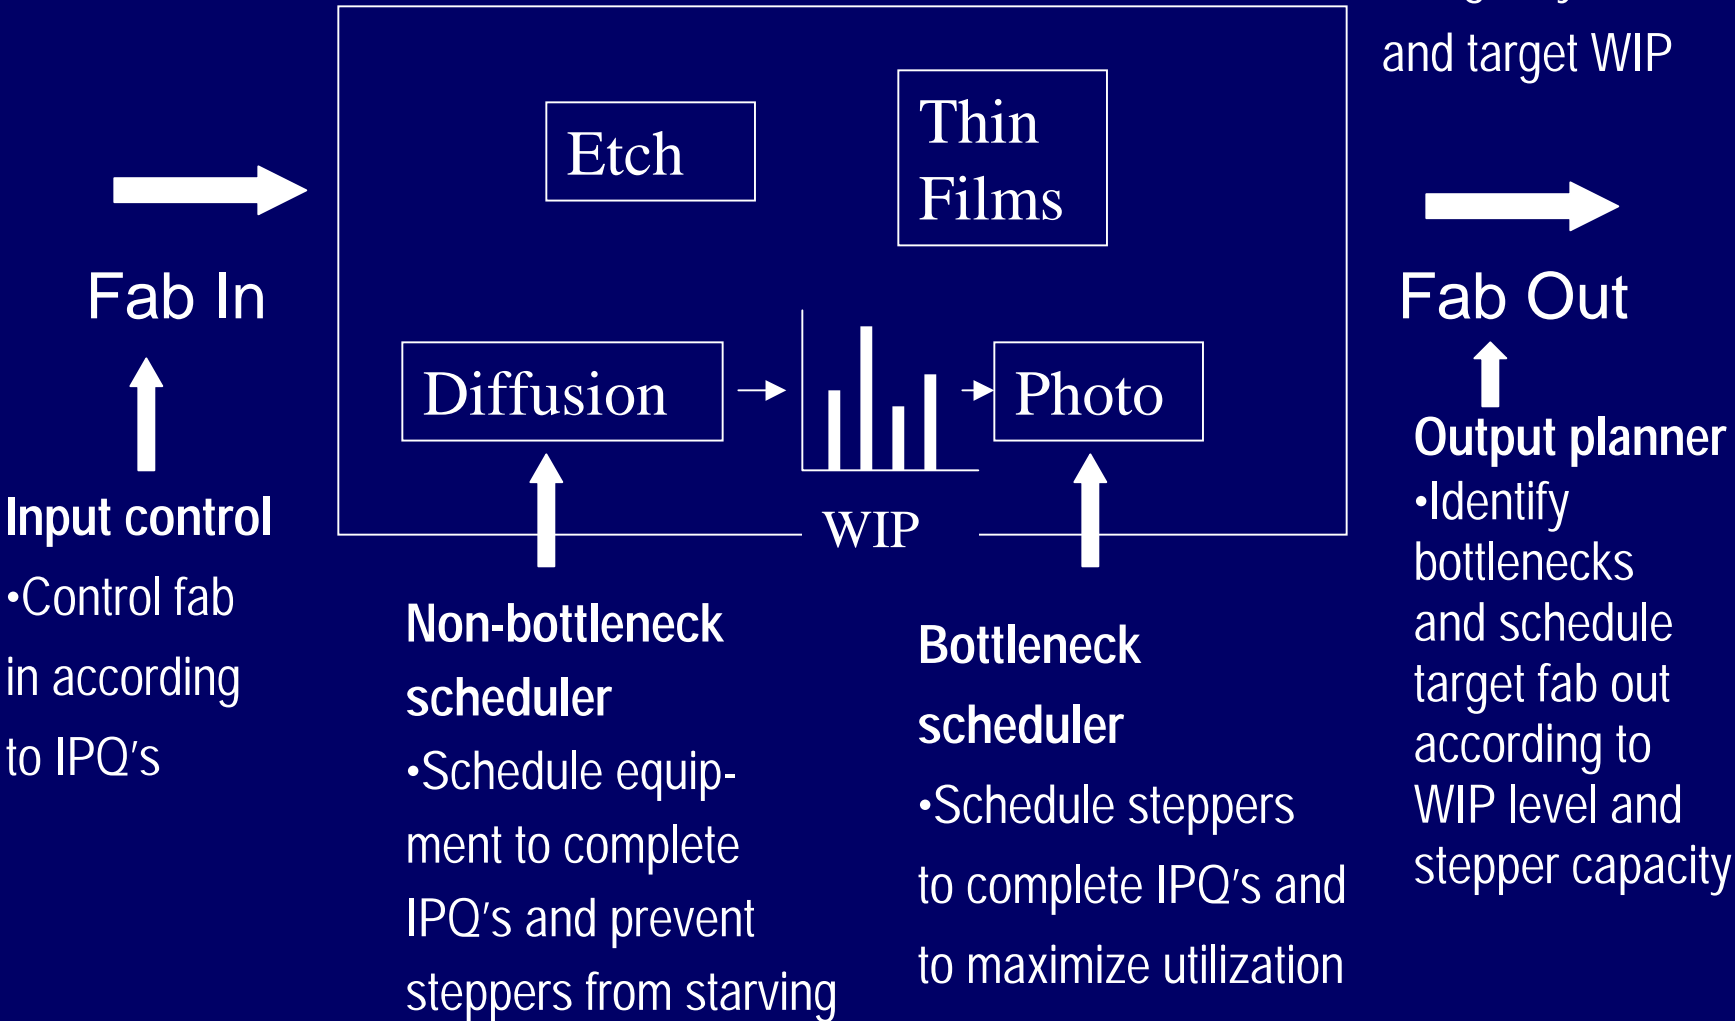 and target WIP
Etch
Thin
Films
Fab In
Fab Out
Diffusion
Photo
WIP
Input control
•Control fab
in according
to IPQ's
Non-bottleneck
scheduler
•Schedule equip-
ment to complete
IPQ's and prevent
steppers from starving
Bottleneck
scheduler
•Schedule steppers
to complete IPQ's and
to maximize utilization
Output planner
•Identify
bottlenecks
and schedule
target fab out
according to
WIP level and
stepper capacity